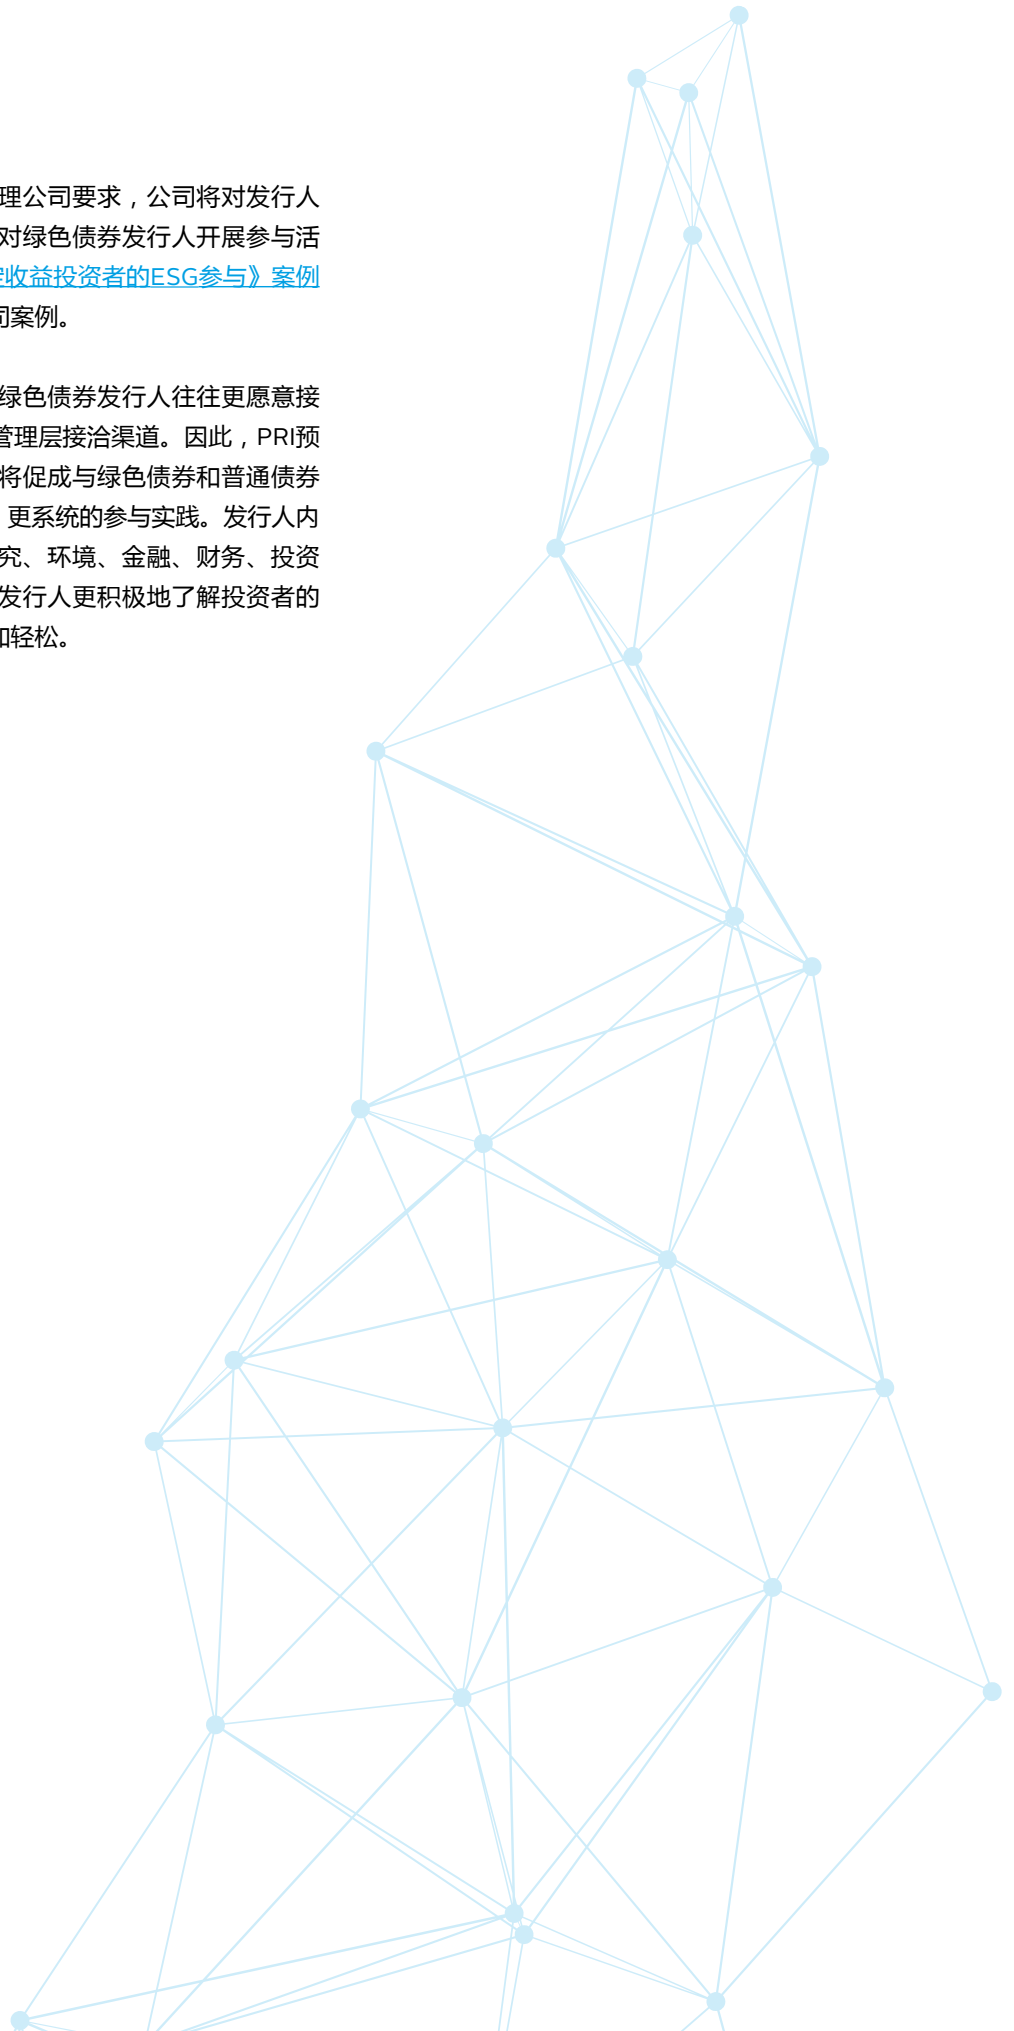 理公司要求，公司将对发行人
对绿色债券发行人开展参与活
收益投资者的ESG参与》案例
司案例。
绿色债券发行人往往更愿意接
管理层接洽渠道。因此，PRI预
将促成与绿色债券和普通债券
更系统的参与实践。发行人内
究、环境、金融、财务、投资
发行人更积极地了解投资者的
轻松。